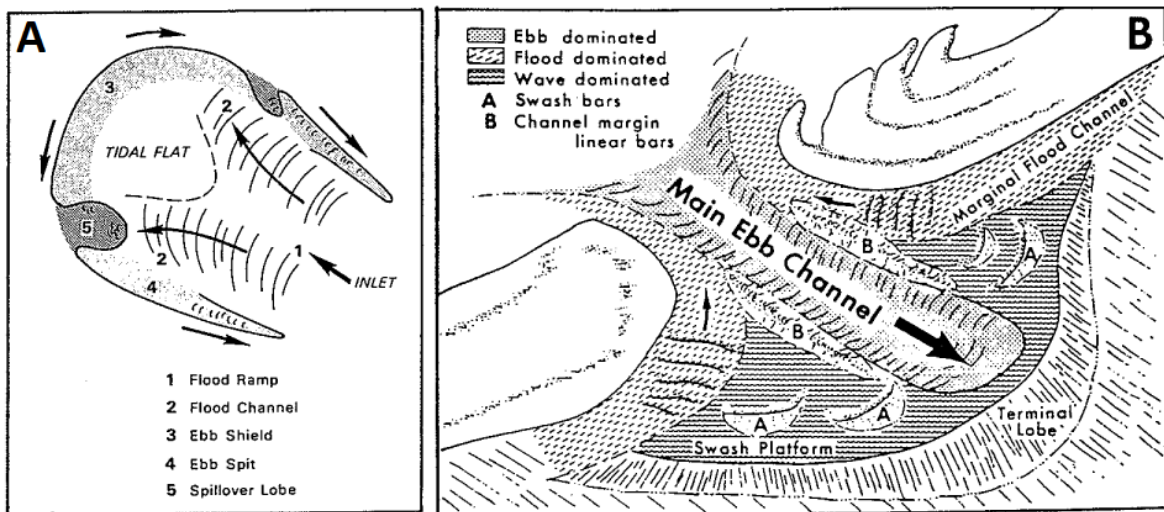 A
3
2
TIDAL FLAT
5
2
1
INLET
4
1 Flood Ramp
2 Flood Channel
3 Ebb Shield
4 Ebb Spit
5 Spillover Lobe
B
Ebb dominated
Flood dominated
Wave dominated
A Swash bars
B Channel margin
linear bars
Marginal Flood Channel
Main Ebb Channel
B
A
B
A
A
Swash Platform
Terminal
Lobe